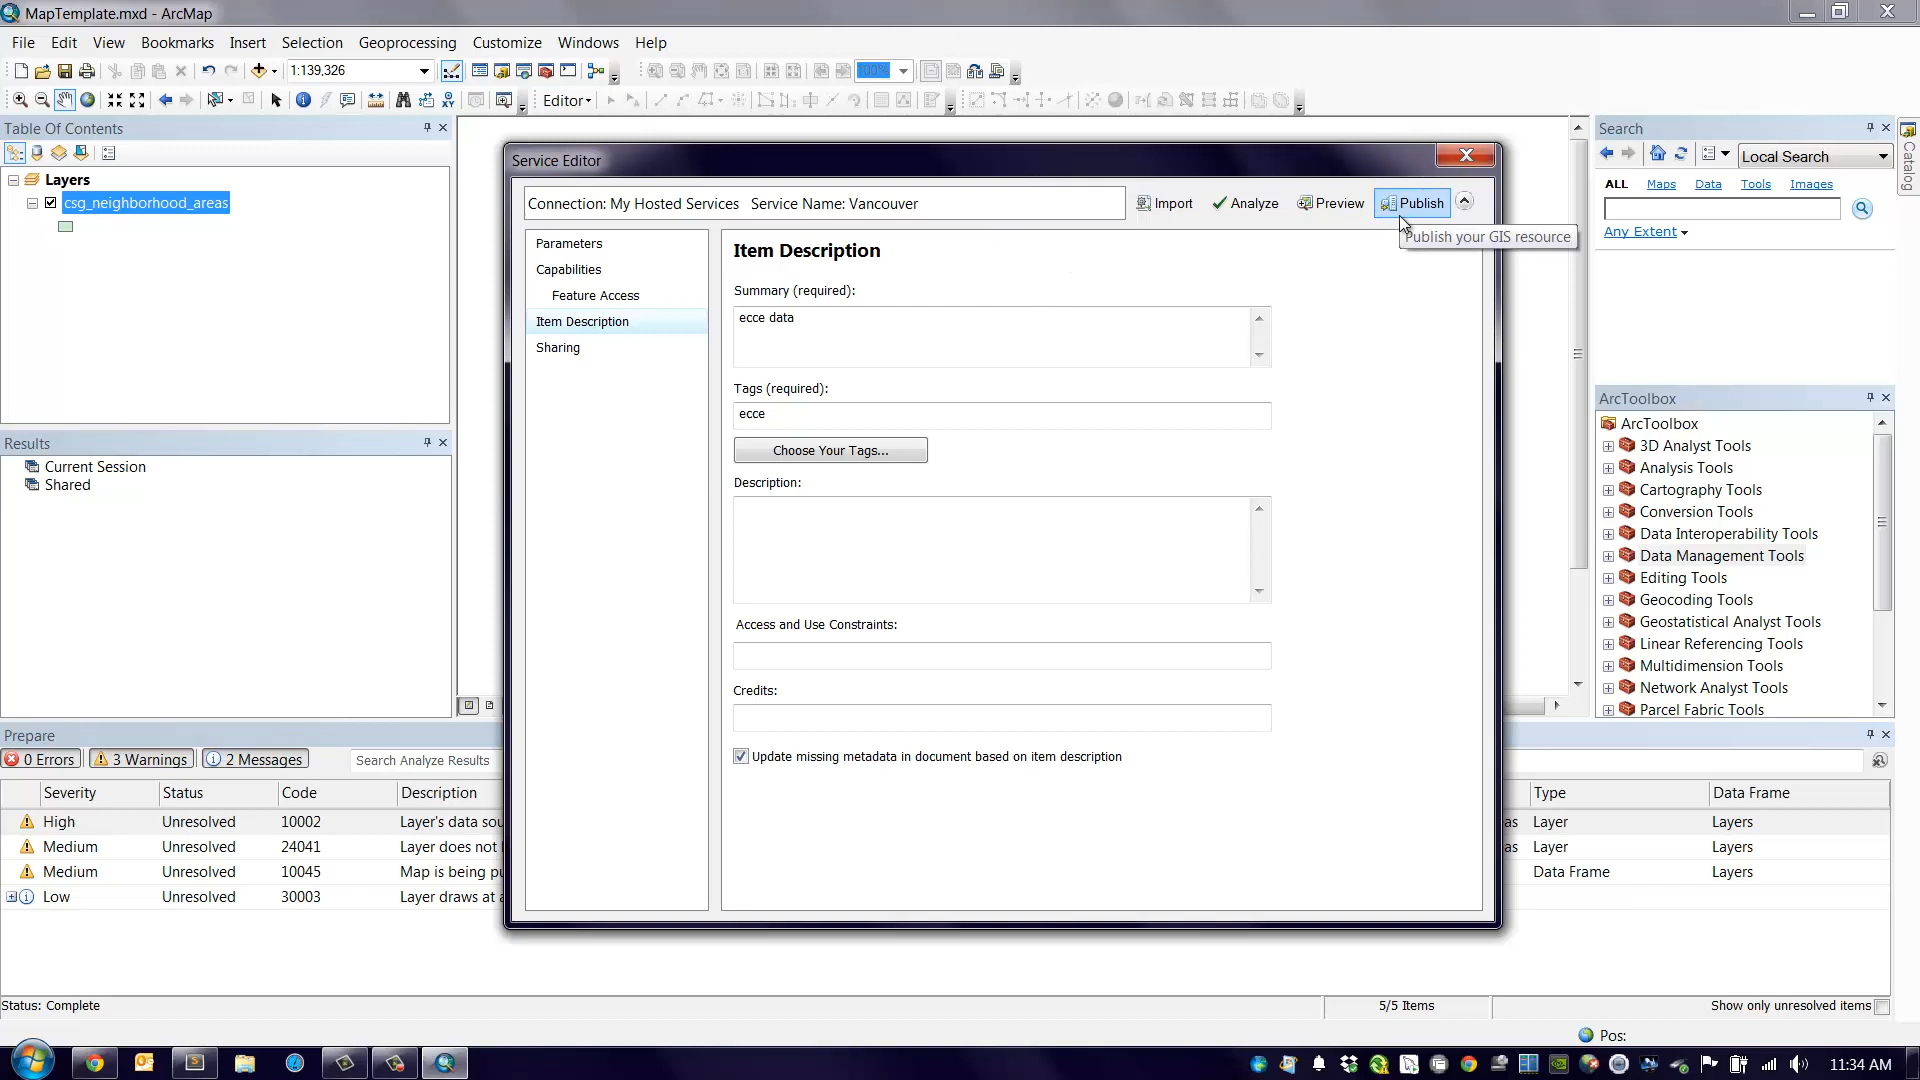 MapTemplate.mxd - ArcMap
File Edit View Bookmarks Insert Selection Geoprocessing Customize Windows Help
1:139,326
100%
Editor
Table Of Contents
Layers
csg_neighborhood_areas
Results
Current Session
Shared
Service Editor
Connection: My Hosted Services Service Name: Vancouver
Import Analyze Preview Publish
Publish your GIS resource
Parameters
Capabilities
Feature Access
Item Description
Sharing
Item Description
Summary (required):
ecce data
Tags (required):
ecce
Choose Your Tags...
Description:
Access and Use Constraints:
Credits:
Update missing metadata in document based on item description
Search
Local Search
ALL Maps Data Tools Images
Any Extent
Catalog
ArcToolbox
ArcToolbox
3D Analyst Tools
Analysis Tools
Cartography Tools
Conversion Tools
Data Interoperability Tools
Data Management Tools
Editing Tools
Geocoding Tools
Geostatistical Analyst Tools
Linear Referencing Tools
Multidimension Tools
Network Analyst Tools
Parcel Fabric Tools
Prepare
0 Errors 3 Warnings 2 Messages Search Analyze Results
Severity Status Code Description Type Data Frame
High Unresolved 10002 Layer's data sou as Layer Layers
Medium Unresolved 24041 Layer does not as Layer Layers
Medium Unresolved 10045 Map is being pu Data Frame Layers
Low Unresolved 30003 Layer draws at a
Status: Complete 5/5 Items Show only unresolved items
Pos:
11:34 AM